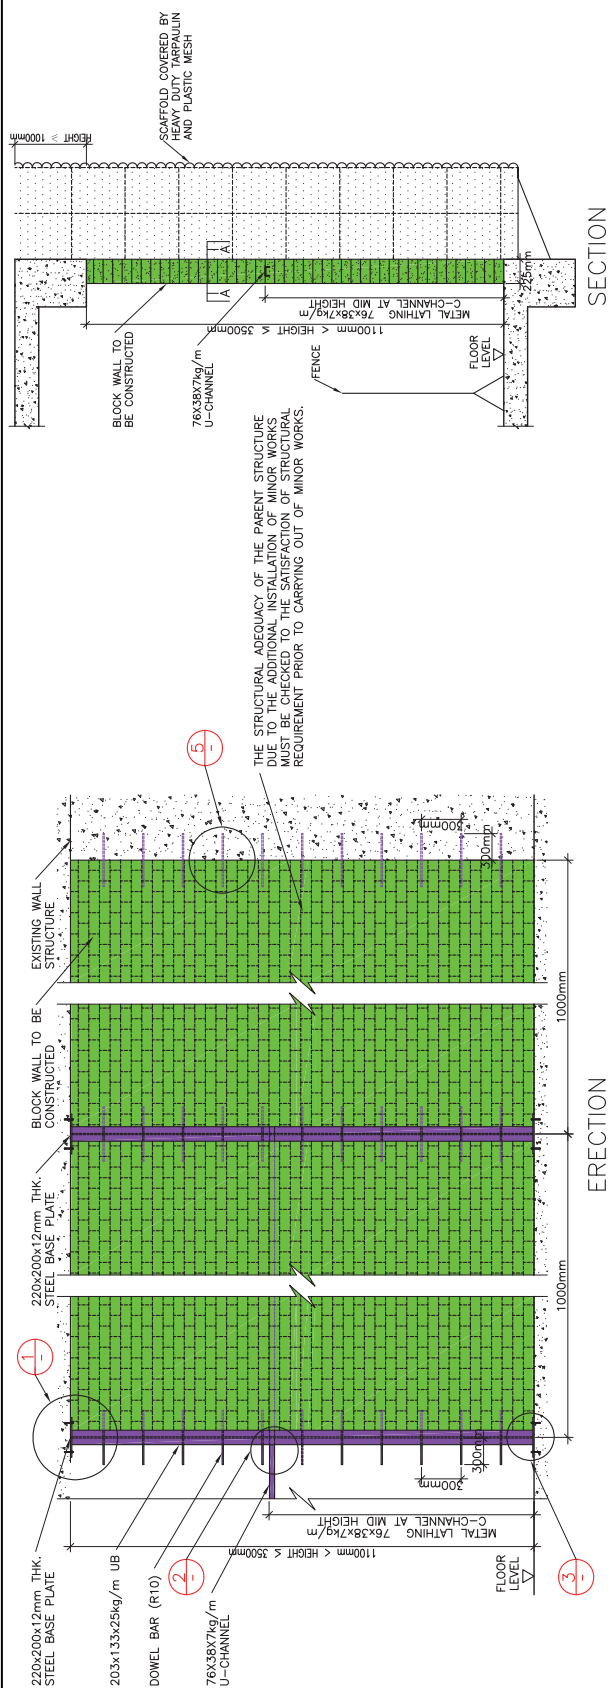 220x200x12mm THK.
STEEL BASE PLATE
203x133x25kg/m UB
DOWEL BAR (R10)
76X38X7kg/m
U-CHANNEL
1
-
2
-
3
-
5
-
220x200x12mm THK.
STEEL BASE PLATE
BLOCK WALL TO BE
CONSTRUCTED
EXISTING WALL
STRUCTURE
1100mm < HEIGHT ≤ 3500mm
METAL LATHING 76x38x7kg/m
C-CHANNEL AT MID HEIGHT
FLOOR
LEVEL
300mm
300mm
300mm
300mm
1000mm
1000mm
ERECTION
THE STRUCTURAL ADEQUACY OF THE PARENT STRUCTURE
DUE TO THE ADDITIONAL INSTALLATION OF MINOR WORKS
MUST BE CHECKED TO THE SATISFACTION OF STRUCTURAL
REQUIREMENT PRIOR TO CARRYING OUT OF MINOR WORKS.
BLOCK WALL TO
BE CONSTRUCTED
76X38X7kg/m
U-CHANNEL
FENCE
FLOOR
LEVEL
1100mm < HEIGHT ≤ 3500mm
METAL LATHING 76x38x7kg/m
C-CHANNEL AT MID HEIGHT
A
A
225mm
HEIGHT ≥ 1000mm
SCAFFOLD COVERED BY
HEAVY DUTY TARPAULIN
AND PLASTIC MESH
SECTION